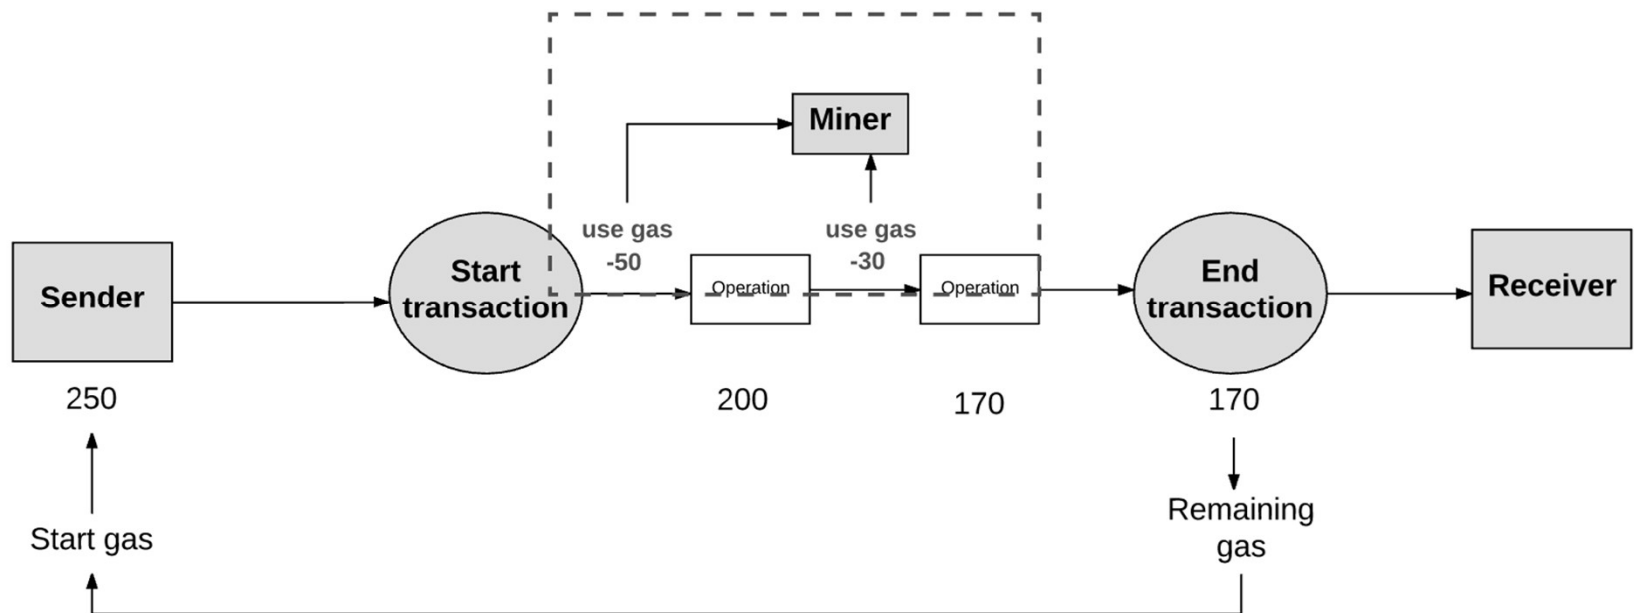 Miner
use gas
-50
use gas
-30
Sender
Start
transaction
Operation
Operation
End
transaction
Receiver
250
200
170
170
Start gas
Remaining
gas